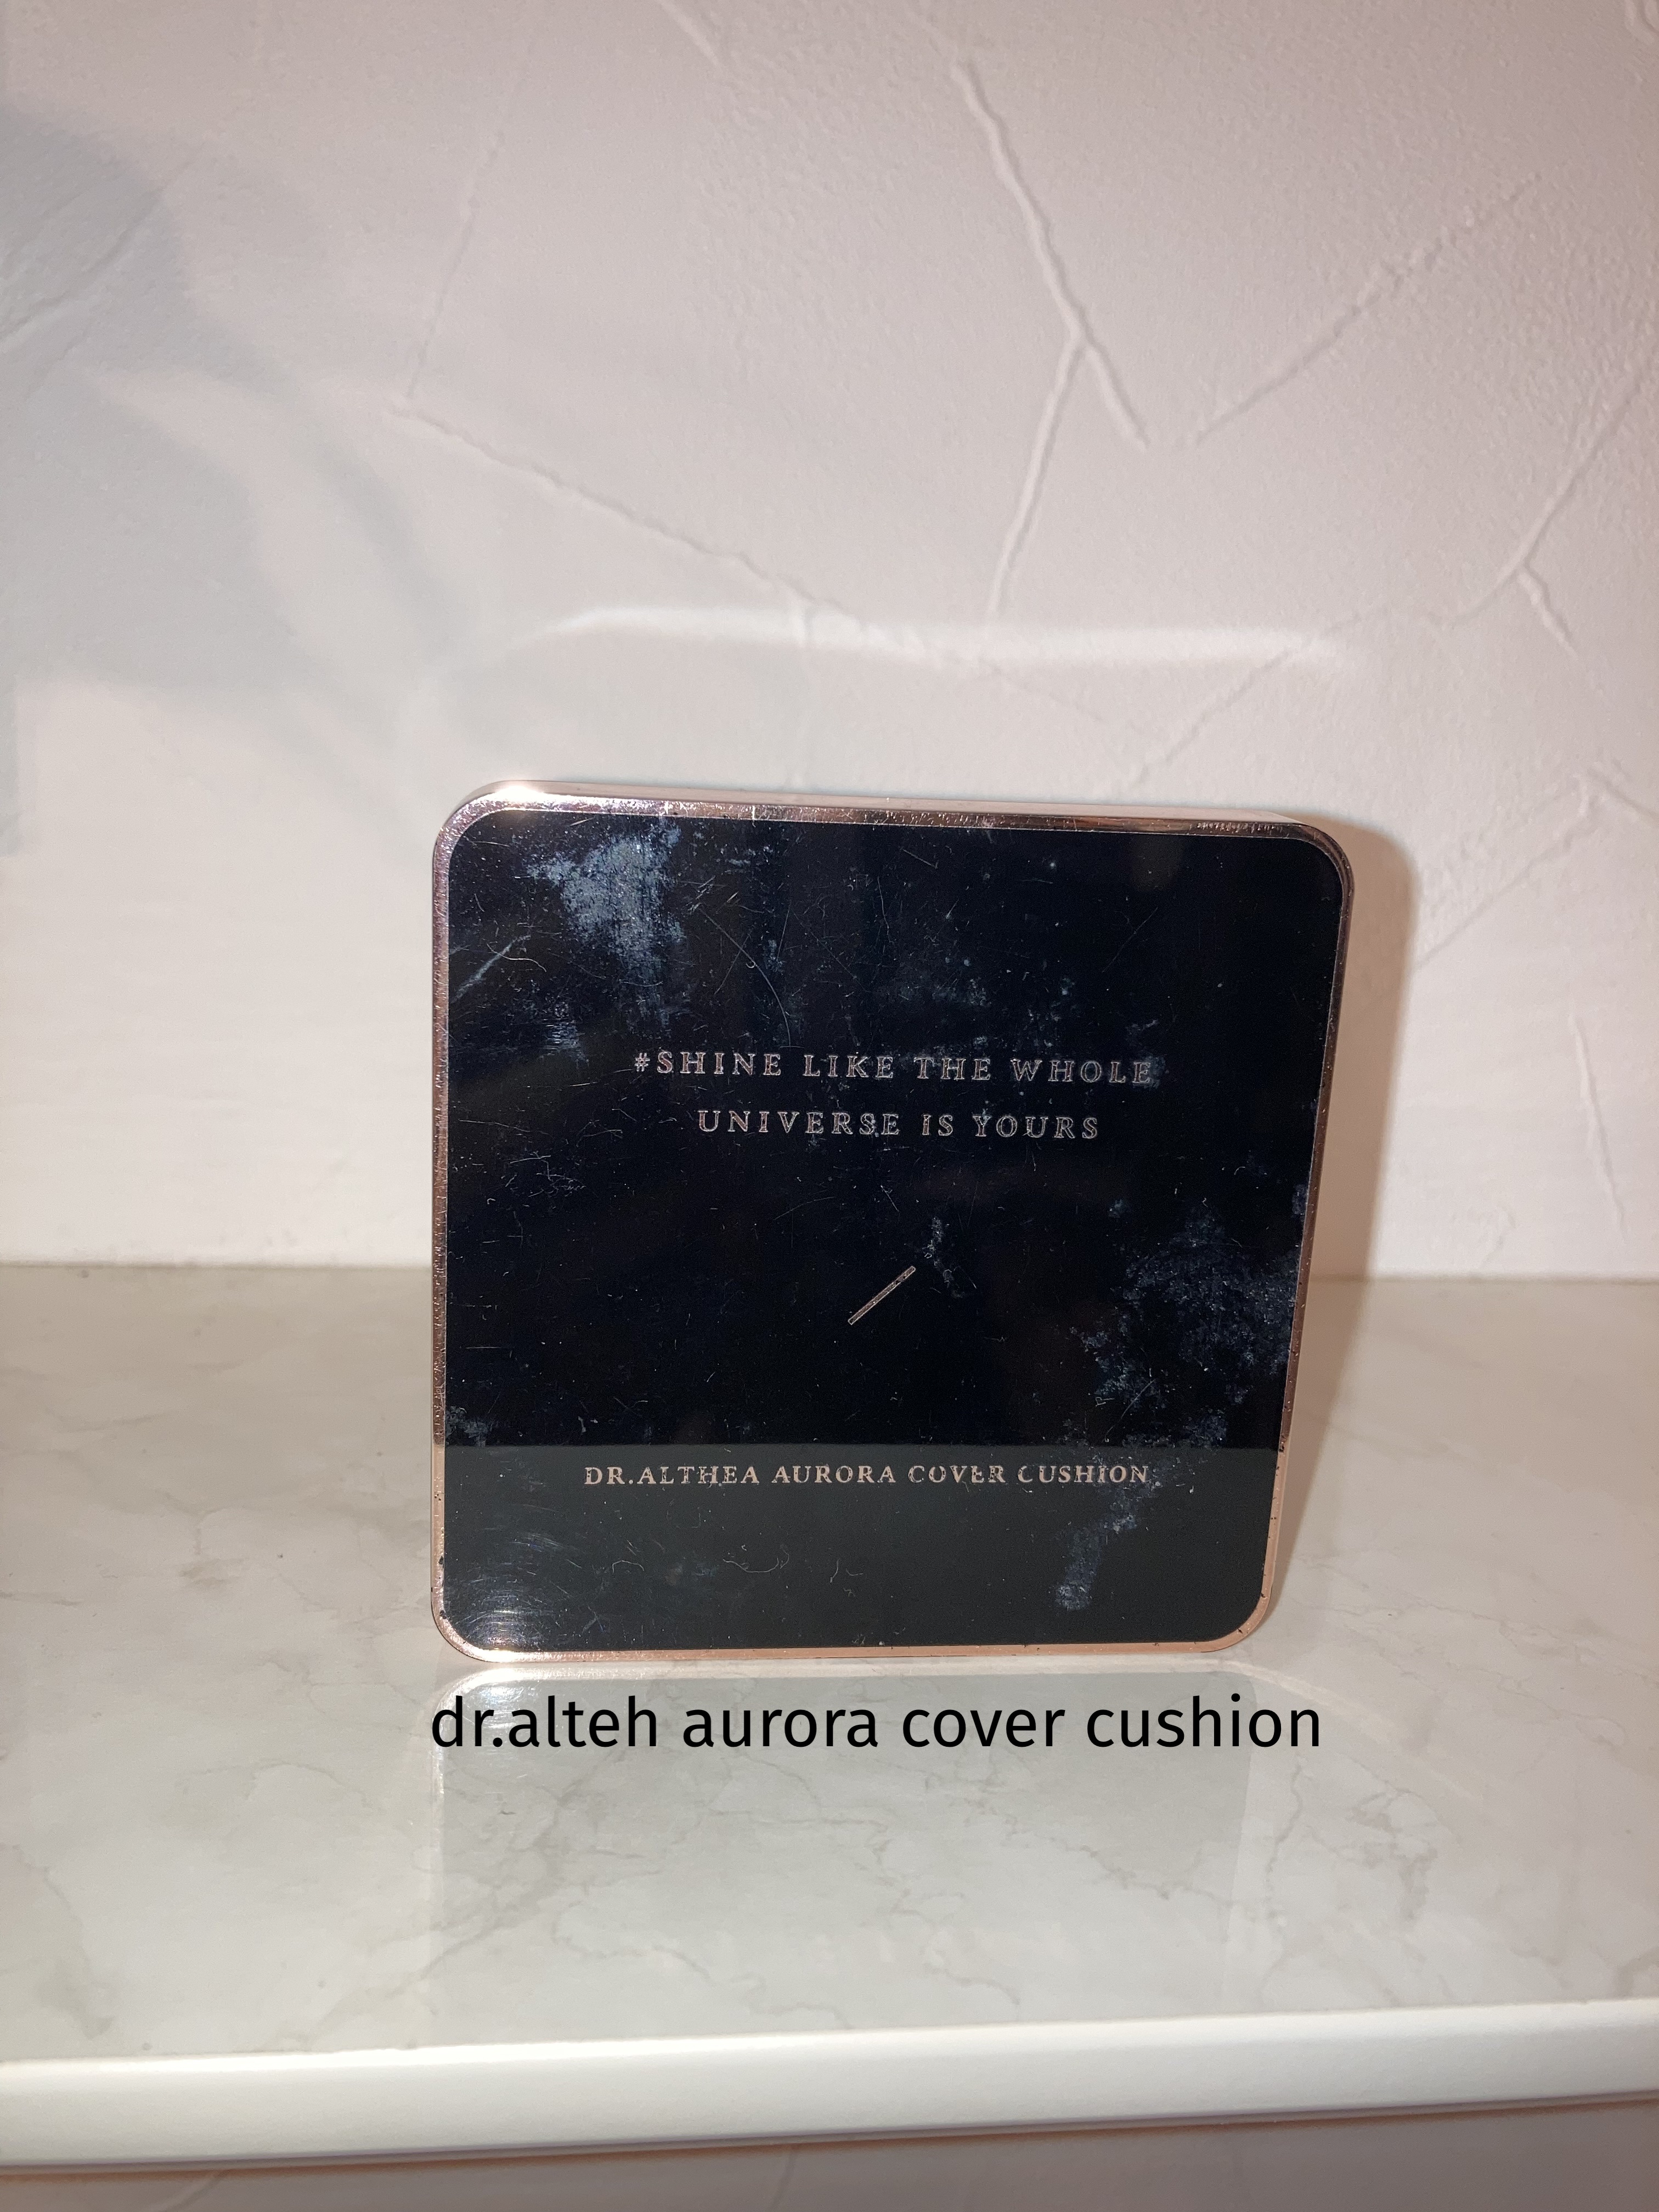 #SHINE LIKE THE WHOLE
UNIVERSE IS YOURS
DR.ALTHEA AURORA COVER CUSHION
dr.alteh aurora cover cushion